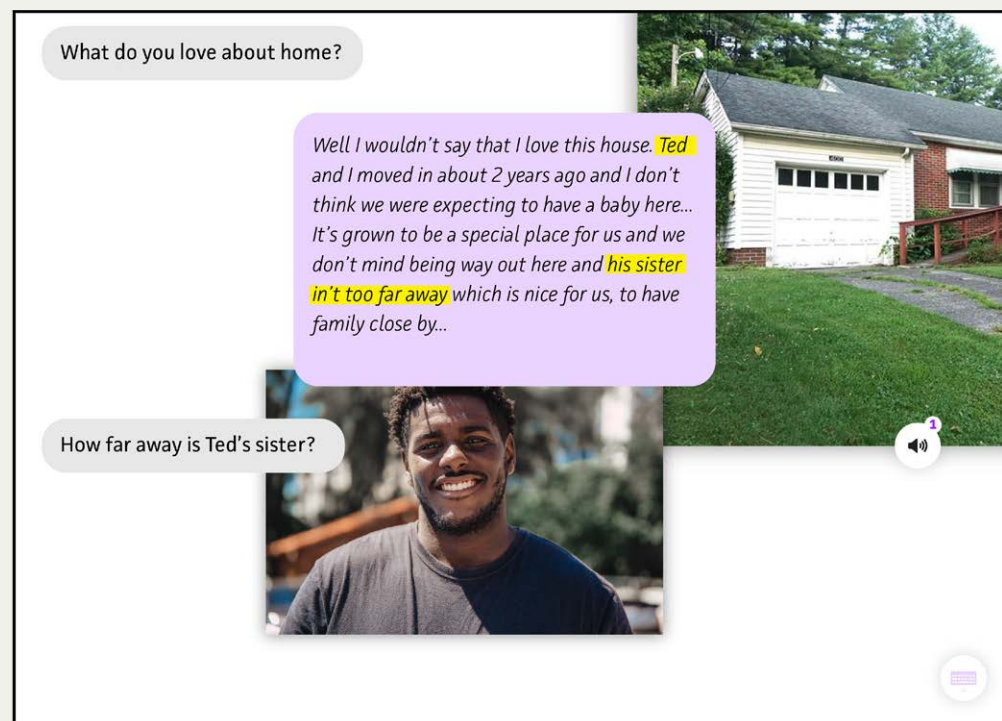 What do you love about home?
Well I wouldn't say that I love this house. Ted
and I moved in about 2 years ago and I don't
think we were expecting to have a baby here...
It's grown to be a special place for us and we
don't mind being way out here and his sister
in't too far away which is nice for us, to have
family close by...
How far away is Ted's sister?
1